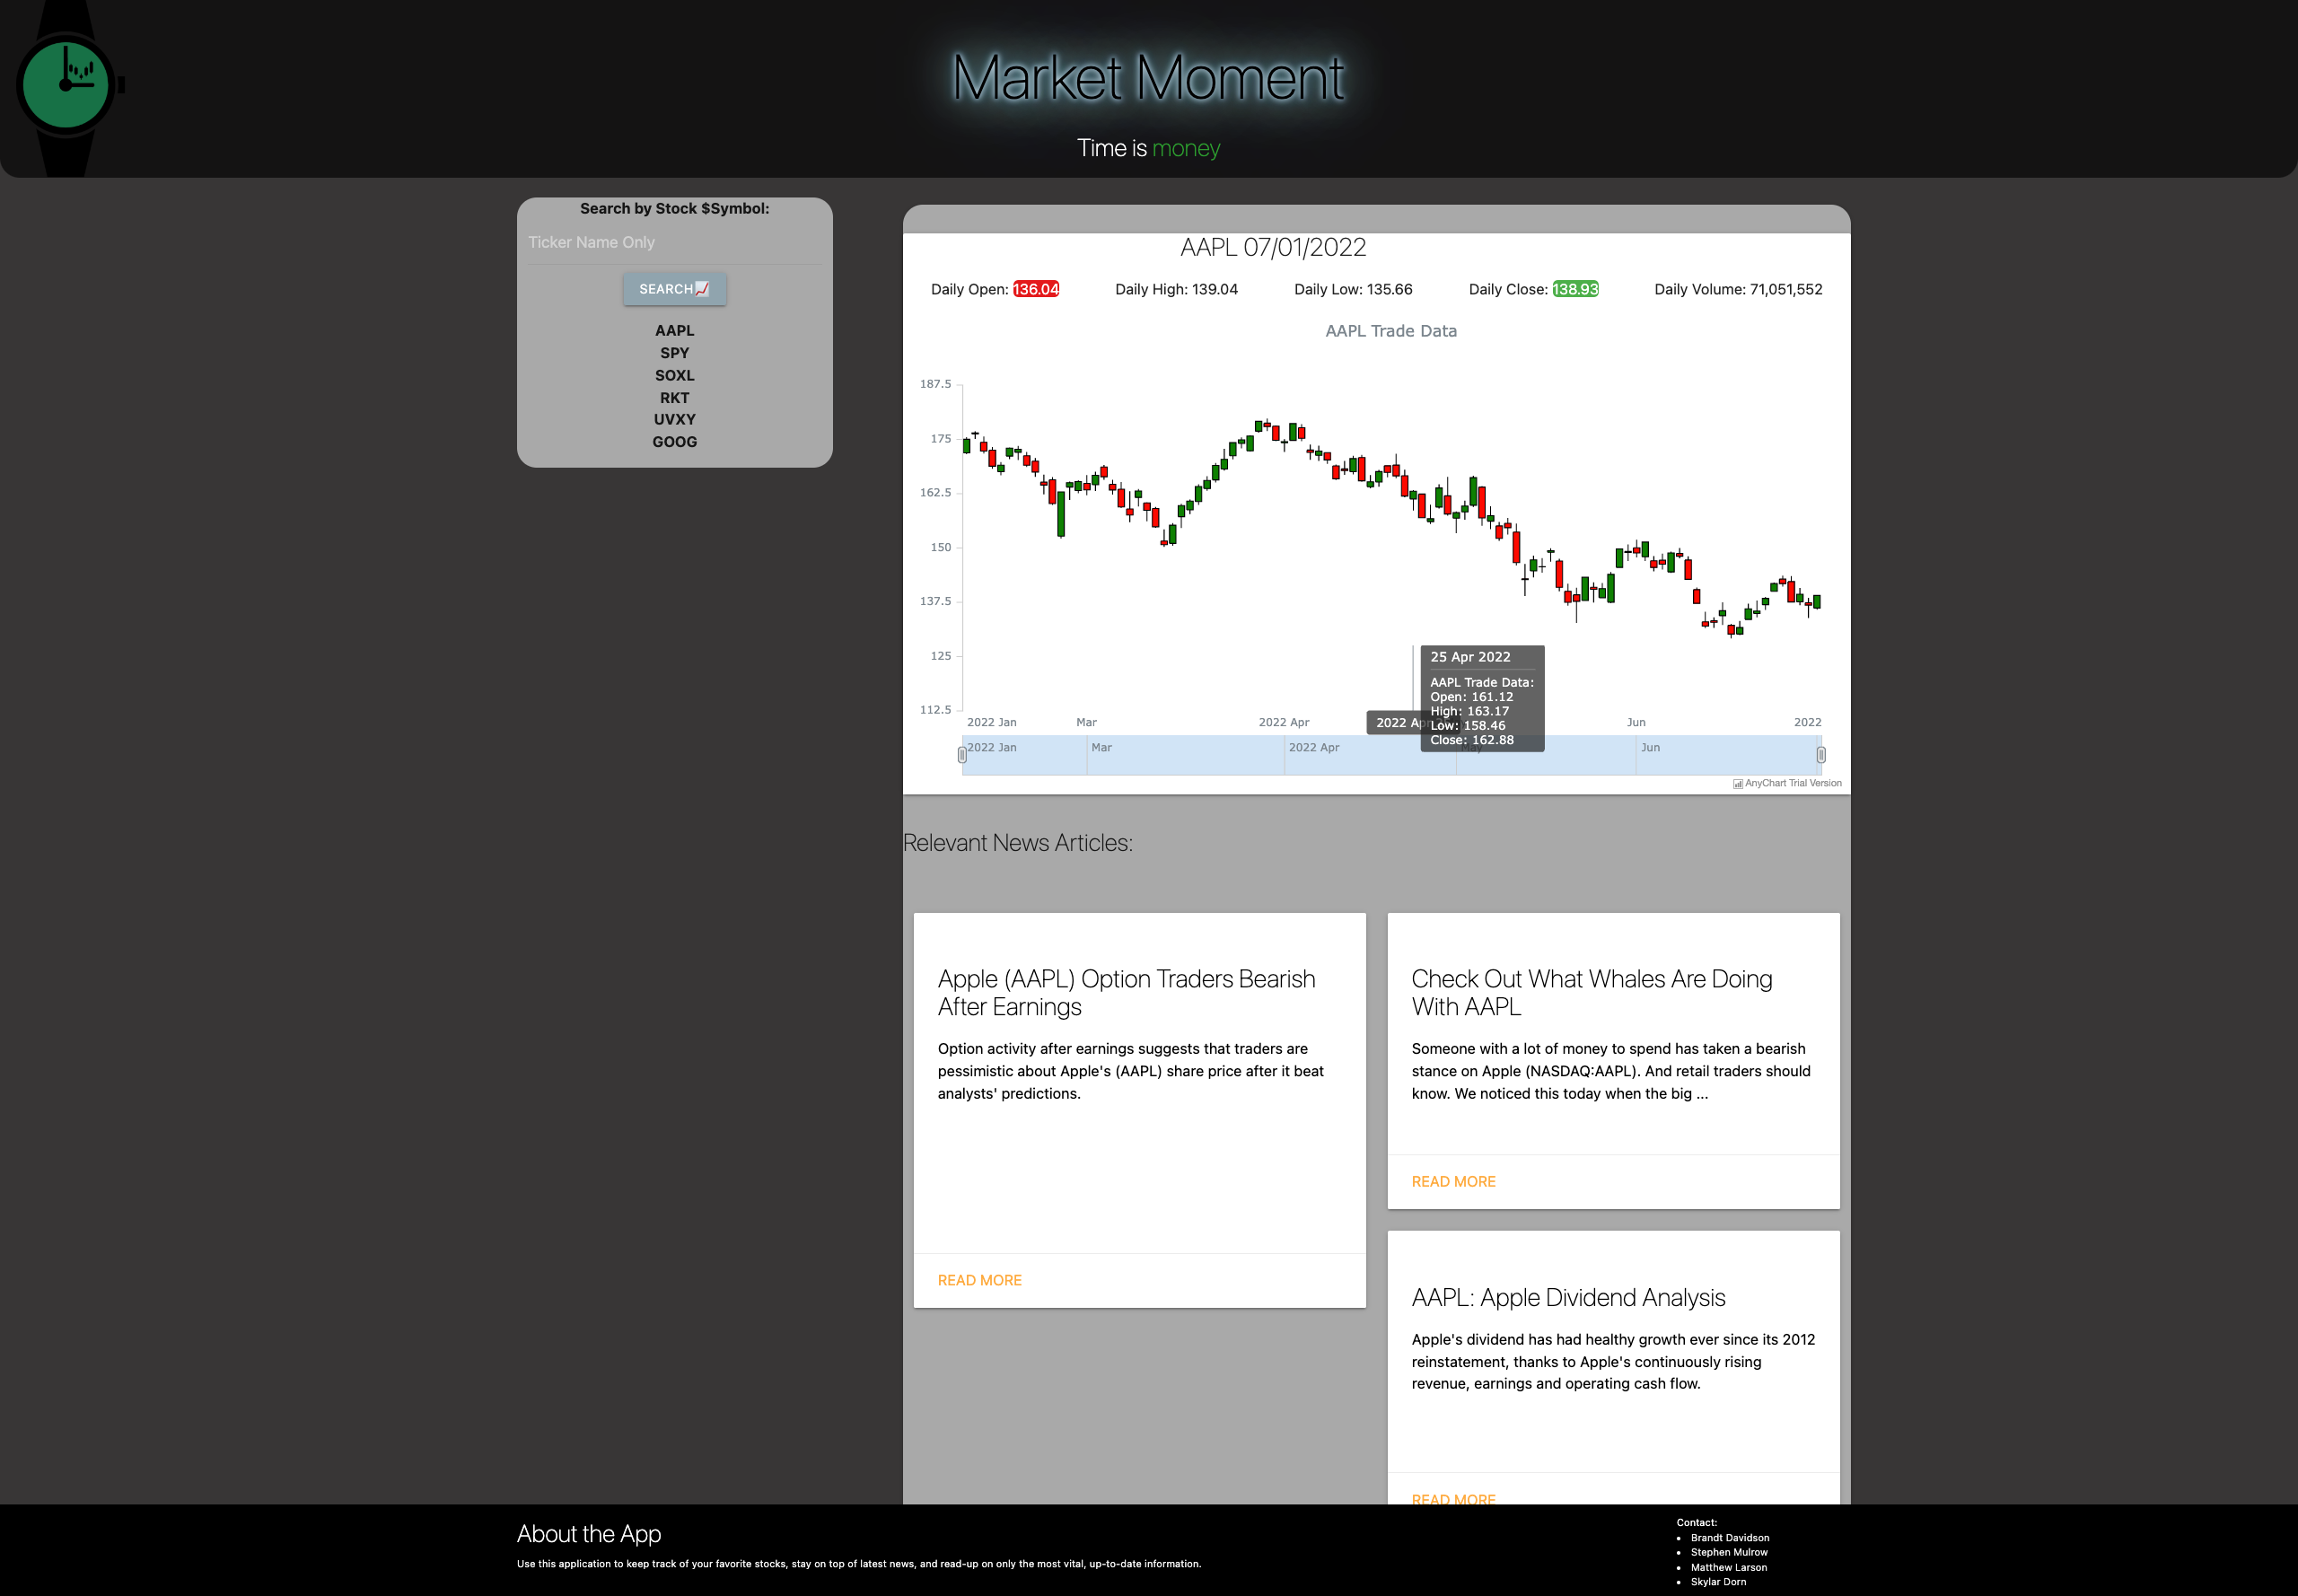 Market Moment
Time is money
Search by Stock $Symbol:
Ticker Name Only
SEARCH
AAPL
SPY
SOXL
RKT
UVXY
GOOG
AAPL 07/01/2022
Daily Open: 136.04 Daily High: 139.04 Daily Low: 135.66 Daily Close: 138.93 Daily Volume: 71,051,552
AAPL Trade Data
187.5
175
162.5
150
137.5
125
112.5
25 Apr 2022
AAPL Trade Data:
Open: 161.12
High: 163.17
Low: 158.46
Close: 162.88
2022 Jan Mar 2022 Apr 2022 Apr Jun 2022
2022 Jan Mar 2022 Apr May Jun
AnyChart Trial Version
Relevant News Articles:
Apple (AAPL) Option Traders Bearish
After Earnings
Option activity after earnings suggests that traders are
pessimistic about Apple's (AAPL) share price after it beat
analysts' predictions.
READ MORE
Check Out What Whales Are Doing
With AAPL
Someone with a lot of money to spend has taken a bearish
stance on Apple (NASDAQ:AAPL). And retail traders should
know. We noticed this today when the big ...
READ MORE
AAPL: Apple Dividend Analysis
Apple's dividend has had healthy growth ever since its 2012
reinstatement, thanks to Apple's continuously rising
revenue, earnings and operating cash flow.
READ MORE
About the App
Use this application to keep track of your favorite stocks, stay on top of latest news, and read-up on only the most vital, up-to-date information.
Contact:
Brandt Davidson
Stephen Mulrow
Matthew Larson
Skylar Dorn